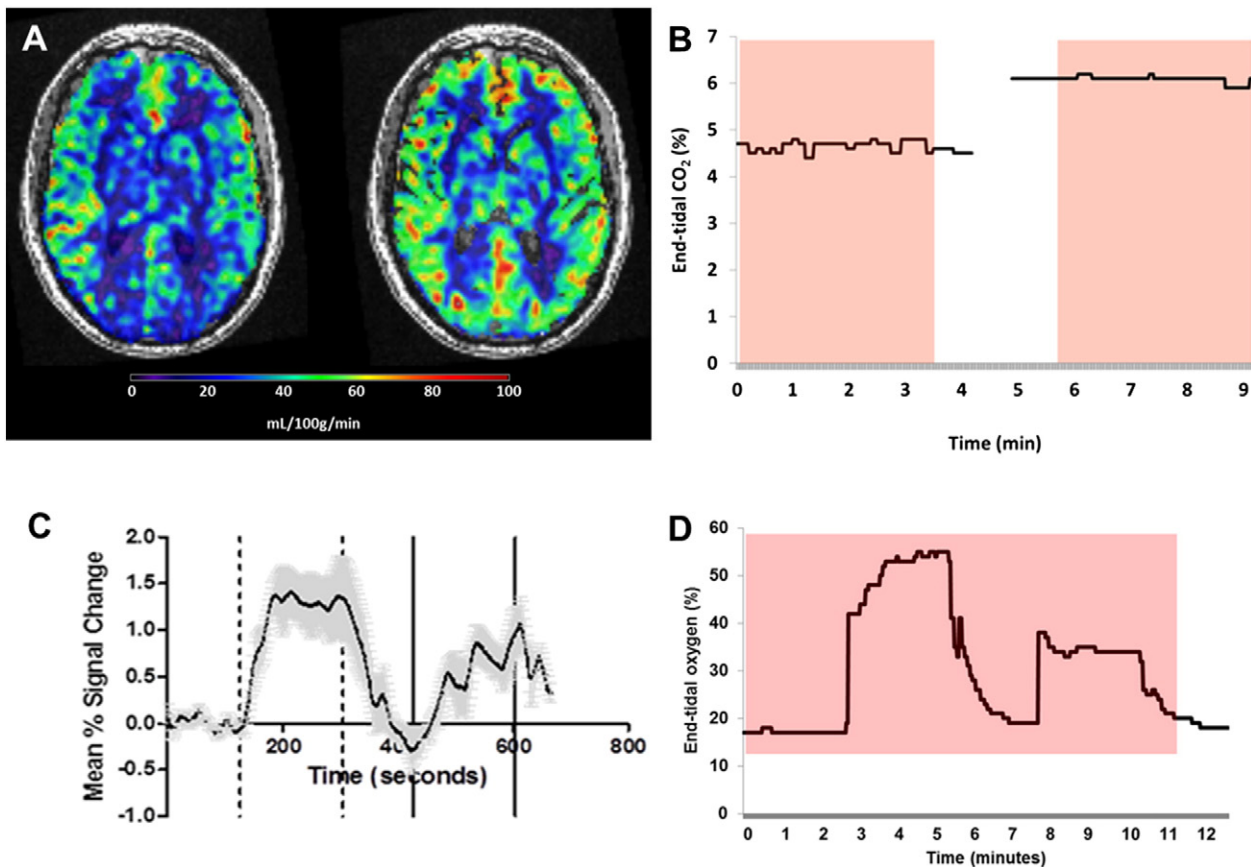 A
0 20 40 60 80 100
mL/100g/min
B
7
6
5
4
3
2
1
0
End-tidal CO₂ (%)
0 1 2 3 4 5 6 7 8 9
Time (min)
C
2.0
1.5
1.0
0.5
0.0
-0.5
-1.0
Mean % Signal Change
200 400 600 800
Time (seconds)
D
60
50
40
30
20
10
0
End-tidal oxygen (%)
0 1 2 3 4 5 6 7 8 9 10 11 12
Time (minutes)